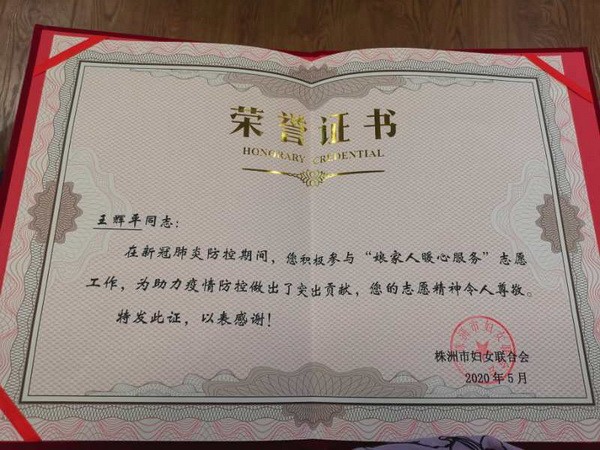 荣誉证书
HONORARY CREDENTIAL
王辉平同志：
在新冠肺炎防控期间，您积极参与“娘家人暖心服务”志愿
工作，为助力疫情防控做出了突出贡献，您的志愿精神令人尊敬。
特发此证，以表感谢！
株洲市妇女联合会
2020年5月